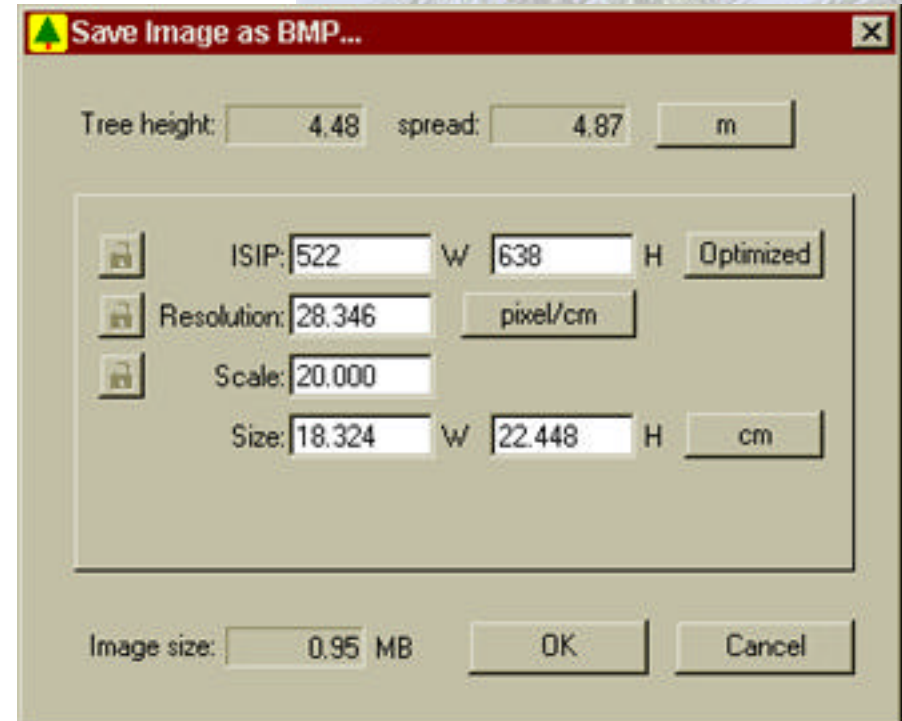 Save Image as BMP...
Tree height: 4.48 spread: 4.87 m
ISIP: 522 W 638 H Optimized
Resolution: 28.346 pixel/cm
Scale: 20.000
Size: 18.324 W 22.448 H cm
Image size: 0.95 MB OK Cancel